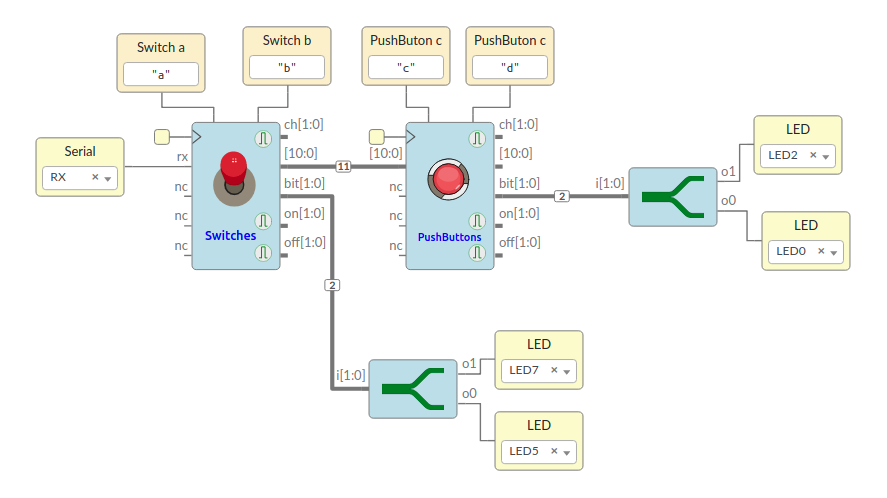 Switch a
"a"
Switch b
"b"
PushButon c
"c"
PushButon c
"d"
Serial
RX
rx
nc
nc
nc
Switches
ch[1:0]
[10:0]
bit[1:0]
on[1:0]
off[1:0]
11
[10:0]
nc
nc
nc
PushButtons
ch[1:0]
[10:0]
bit[1:0]
on[1:0]
off[1:0]
2
i[1:0]
o1
o0
LED
LED2
LED
LED0
2
i[1:0]
o1
o0
LED
LED7
LED
LED5